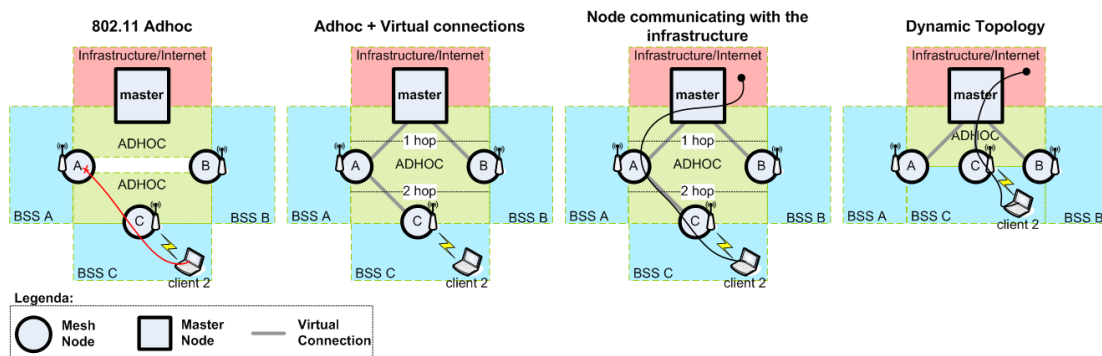 802.11 Adhoc
Infrastructure/Internet
master
ADHOC
A
B
ADHOC
C
BSS A
BSS B
BSS C
client 2
Adhoc + Virtual connections
Infrastructure/Internet
master
1 hop
A
ADHOC
B
2 hop
C
BSS A
BSS B
BSS C
client 2
Node communicating with the
infrastructure
Infrastructure/Internet
master
1 hop
A
ADHOC
B
2 hop
C
BSS A
BSS B
BSS C
client 2
Dynamic Topology
Infrastructure/Internet
master
ADHOC
A
C
B
BSS A
BSS C
BSS B
client 2
Legenda:
Mesh
Node
Master
Node
Virtual
Connection